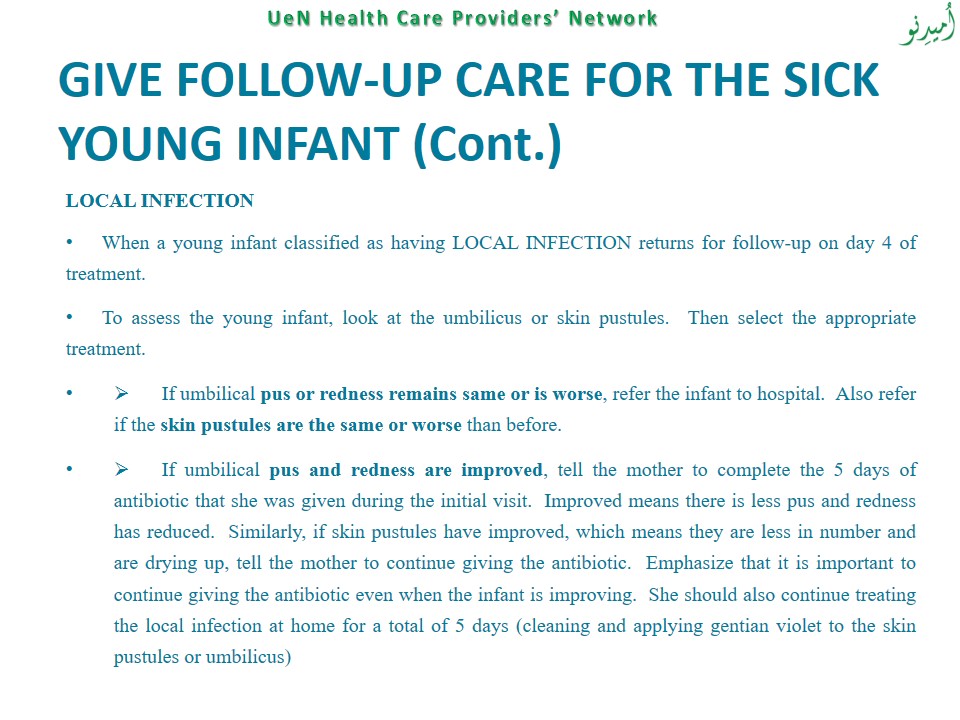 UeN Health Care Providers’ Network
اُمیدِنو
GIVE FOLLOW-UP CARE FOR THE SICK
YOUNG INFANT (Cont.)
LOCAL INFECTION
• When a young infant classified as having LOCAL INFECTION returns for follow-up on day 4 of
treatment.
• To assess the young infant, look at the umbilicus or skin pustules. Then select the appropriate
treatment.
• ➢ If umbilical pus or redness remains same or is worse, refer the infant to hospital. Also refer
if the skin pustules are the same or worse than before.
• ➢ If umbilical pus and redness are improved, tell the mother to complete the 5 days of
antibiotic that she was given during the initial visit. Improved means there is less pus and redness
has reduced. Similarly, if skin pustules have improved, which means they are less in number and
are drying up, tell the mother to continue giving the antibiotic. Emphasize that it is important to
continue giving the antibiotic even when the infant is improving. She should also continue treating
the local infection at home for a total of 5 days (cleaning and applying gentian violet to the skin
pustules or umbilicus)